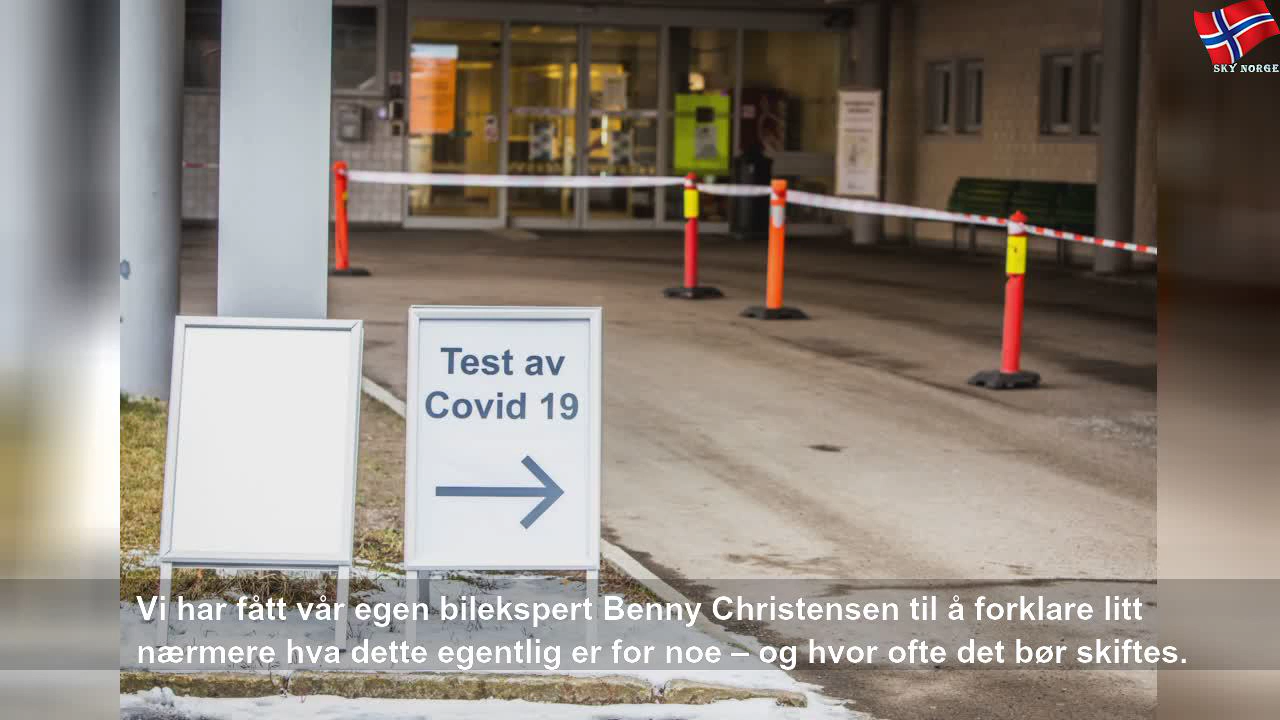 SKY NORGE
Test av
Covid 19
Vi har fått vår egen bilekspert Benny Christensen til å forklare litt
nærmere hva dette egentlig er for noe – og hvor ofte det bør skiftes.